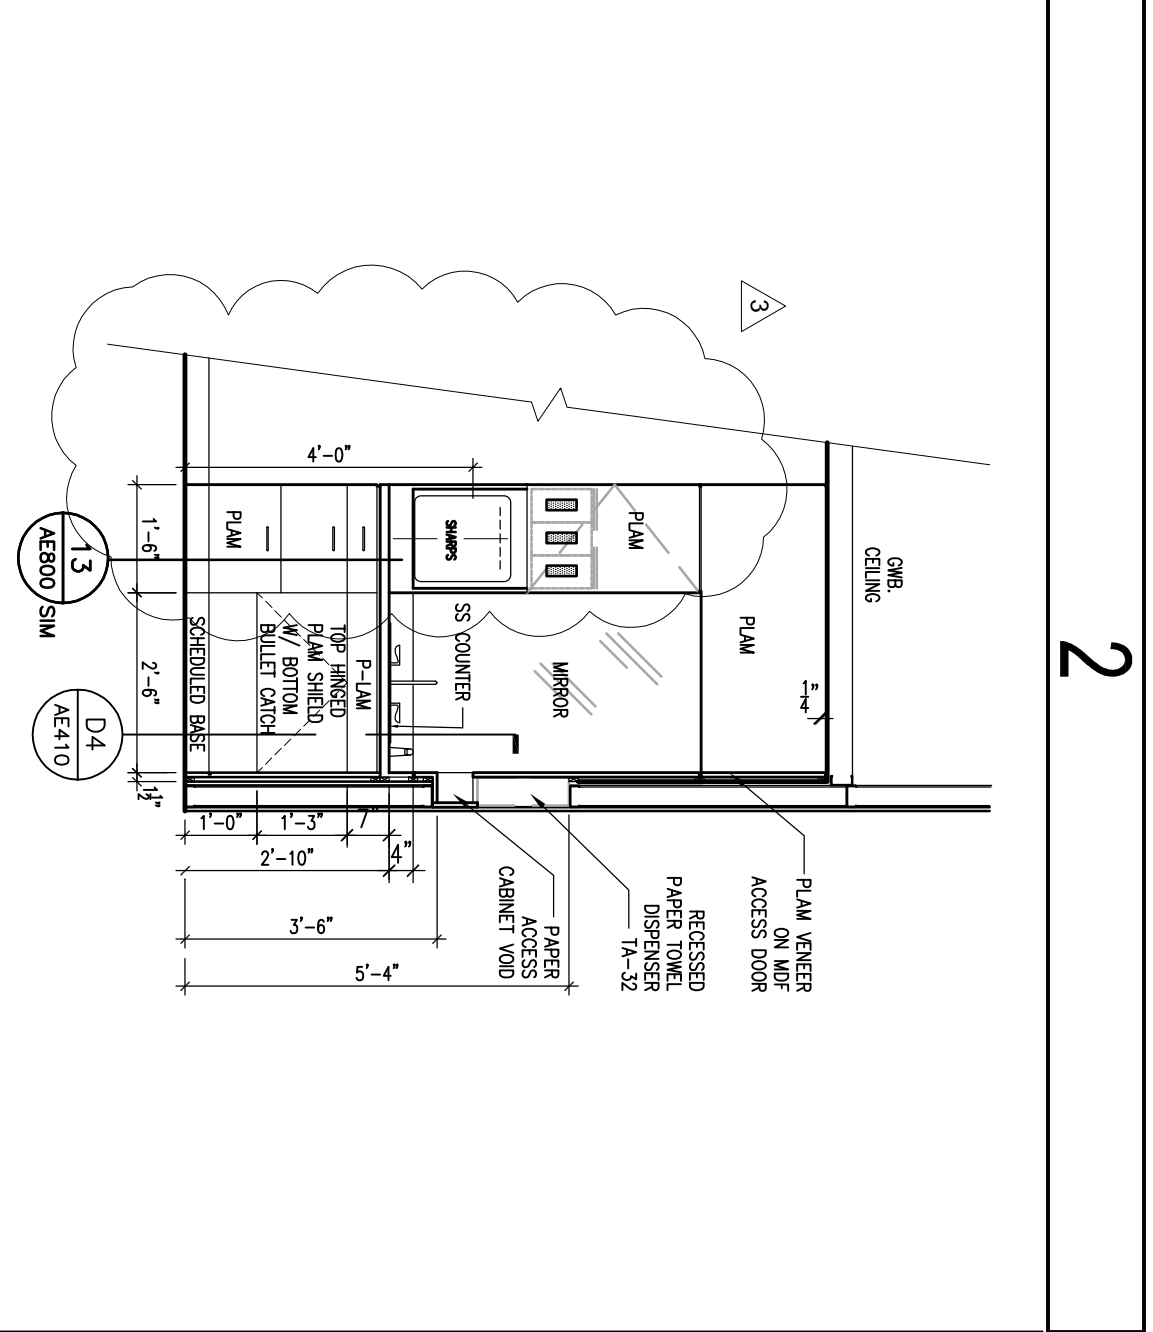 2
3
GWB.
CEILING
PLAM
1/4"
PLAM
MIRROR
SHARPS
SS COUNTER
4'-0"
PLAM
P-LAM
TOP HINGED
PLAM SHIELD
W/ BOTTOM
BULLET CATCH
SCHEDULED BASE
1'-6"
2'-6"
1 1/2"
13
AE800 SIM
D4
AE410
1'-0"
1'-3"
7"
2'-10"
4"
3'-6"
5'-4"
PLAM VENEER
ON MDF
ACCESS DOOR
RECESSED
PAPER TOWEL
DISPENSER
TA-32
PAPER
ACCESS
CABINET VOID